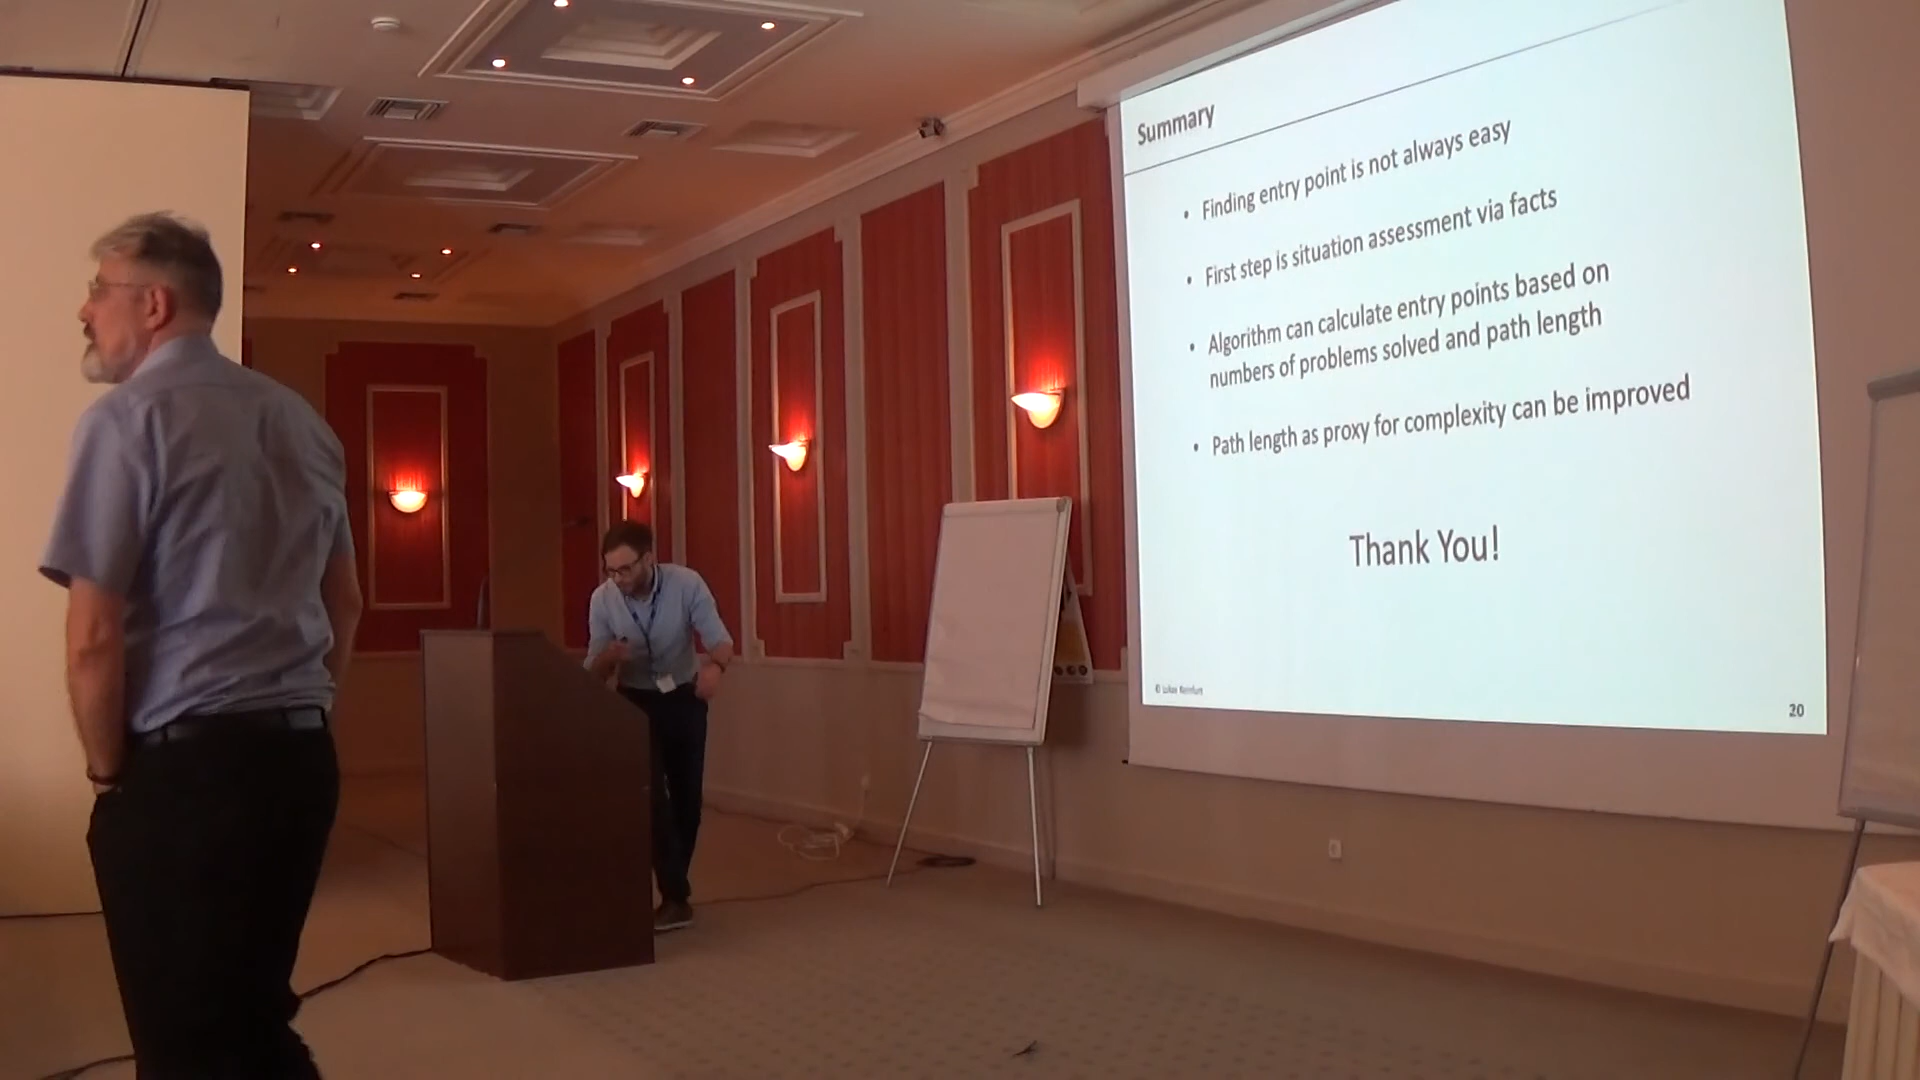 Summary
• Finding entry point is not always easy
• First step is situation assessment via facts
• Algorithm can calculate entry points based on
numbers of problems solved and path length
• Path length as proxy for complexity can be improved
Thank You!
© Lukas
20